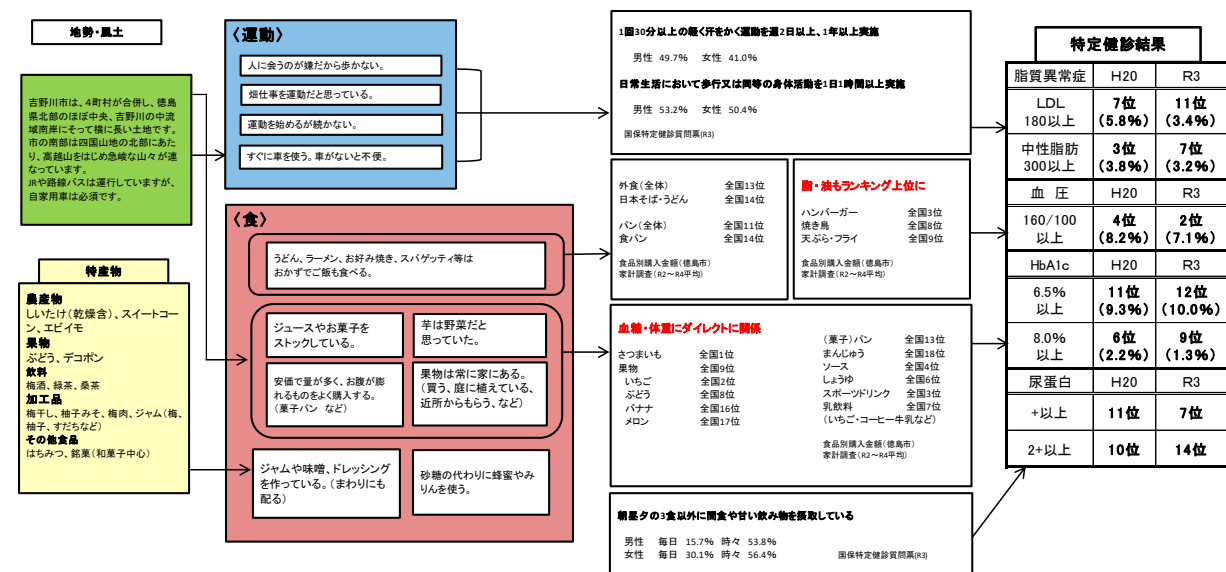 地勢・風土
吉野川市は、4町村が合併し、徳島
県北部のほぼ中央、吉野川の中流
域南岸にそって横に長い土地です。
市の南部は四国山地の北部にあた
り、高越山をはじめ急峻な山々が連
なっています。
JRや路線バスは運行していますが、
自家用車は必須です。
特産物
農産物
しいたけ(乾燥含)、スイートコー
ン、エビイモ
果物
ぶどう、デコポン
飲料
梅酒、緑茶、桑茶
加工品
梅干し、柚子みそ、梅肉、ジャム(梅、
柚子、すだちなど)
その他食品
はちみつ、銘菓(和菓子中心)
〈運動〉
人に会うのが嫌だから歩かない。
畑仕事を運動だと思っている。
運動を始めるが続かない。
すぐに車を使う。車がないと不便。
〈食〉
うどん、ラーメン、お好み焼き、スパゲッティ等は
おかずでご飯も食べる。
ジュースやお菓子を
ストックしている。
芋は野菜だと
思っていた。
安価で量が多く、お腹が膨
れるものをよく購入する。
(菓子パン など)
果物は常に家にある。
(買う、庭に植えている、
近所からもらう、など)
ジャムや味噌、ドレッシング
を作っている。(まわりにも
配る)
砂糖の代わりに蜂蜜やみ
りんを使う。
1回30分以上の軽く汗をかく運動を週2日以上、1年以上実施
男性 49.7% 女性 41.0%
日常生活において歩行又は同等の身体活動を1日1時間以上実施
男性 53.2% 女性 50.4%
国保特定健診質問票(R3)
外食(全体) 全国13位
日本そば・うどん 全国14位
パン(全体) 全国11位
食パン 全国14位
食品別購入金額(徳島市)
家計調査(R2～R4平均)
脂・油もランキング上位に
ハンバーガー 全国3位
焼き鳥 全国8位
天ぷら・フライ 全国9位
食品別購入金額(徳島市)
家計調査(R2～R4平均)
血糖・体重にダイレクトに関係
さつまいも 全国1位
果物 全国9位
いちご 全国2位
ぶどう 全国8位
バナナ 全国16位
メロン 全国17位
(菓子)パン 全国13位
まんじゅう 全国18位
ソース 全国4位
しょうゆ 全国6位
スポーツドリンク 全国3位
乳飲料 全国7位
(いちご・コーヒー牛乳など)
食品別購入金額(徳島市)
家計調査(R2～R4平均)
朝昼夕の3食以外に間食や甘い飲み物を摂取している
男性 毎日 15.7% 時々 53.8%
女性 毎日 30.1% 時々 56.4% 国保特定健診質問票(R3)
特定健診結果
脂質異常症 H20 R3
LDL 7位 11位
180以上 (5.8%) (3.4%)
中性脂肪 3位 7位
300以上 (3.8%) (3.2%)
血 圧 H20 R3
160/100 4位 2位
以上 (8.2%) (7.1%)
HbA1c H20 R3
6.5% 11位 12位
以上 (9.3%) (10.0%)
8.0% 6位 9位
以上 (2.2%) (1.3%)
尿蛋白 H20 R3
+以上 11位 7位
2+以上 10位 14位